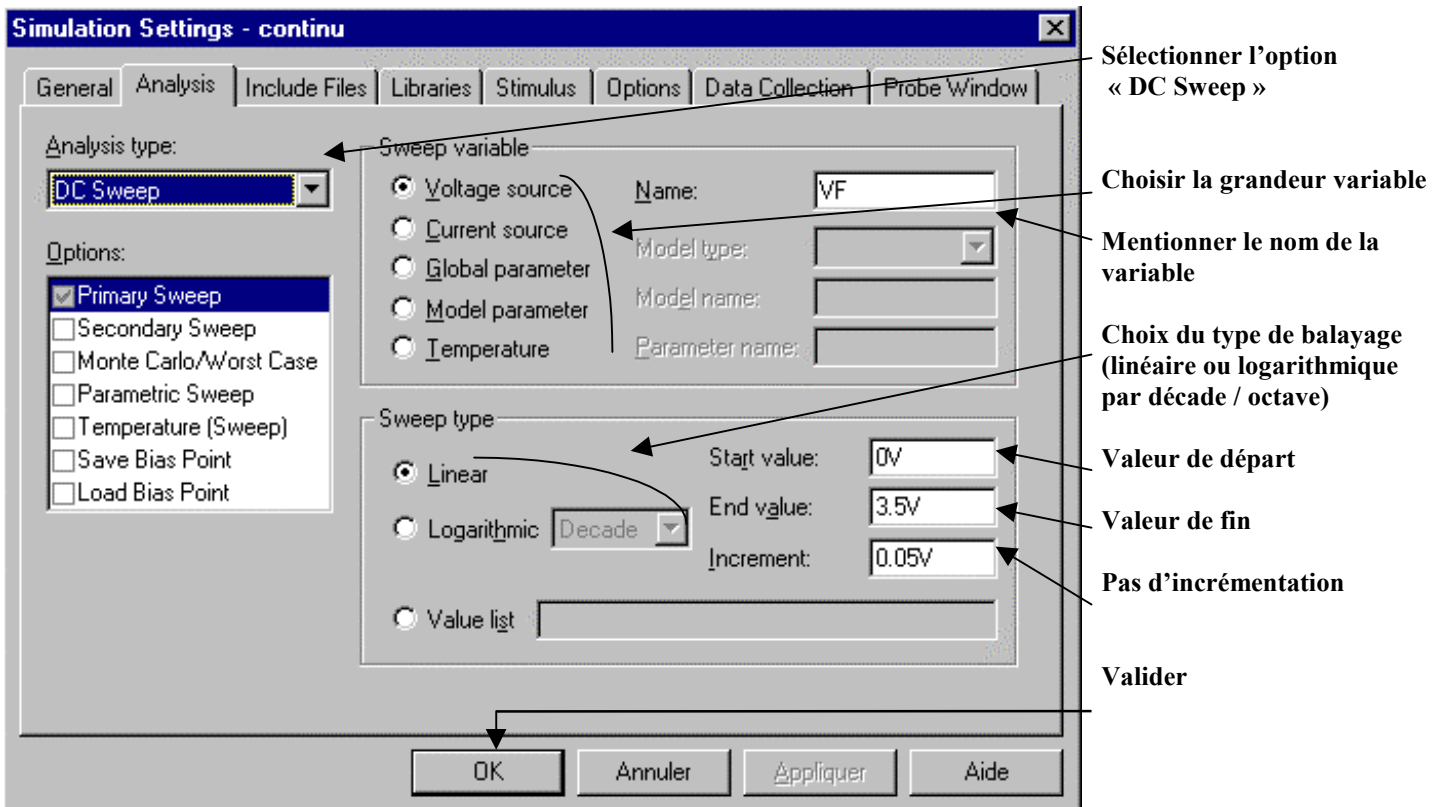 Simulation Settings - continu
General
Analysis
Include Files
Libraries
Stimulus
Options
Data Collection
Probe Window
Analysis type:
DC Sweep
Options:
Primary Sweep
Secondary Sweep
Monte Carlo/Worst Case
Parametric Sweep
Temperature (Sweep)
Save Bias Point
Load Bias Point
Sweep variable
Voltage source
Current source
Global parameter
Model parameter
Temperature
Name:
VF
Model type:
Model name:
Parameter name:
Sweep type
Linear
Logarithmic
Decade
Value list
Start value:
0V
End value:
3.5V
Increment:
0.05V
OK
Annuler
Appliquer
Aide
Sélectionner l’option
« DC Sweep »
Choisir la grandeur variable
Mentionner le nom de la
variable
Choix du type de balayage
(linéaire ou logarithmique
par décade / octave)
Valeur de départ
Valeur de fin
Pas d’incrémentation
Valider